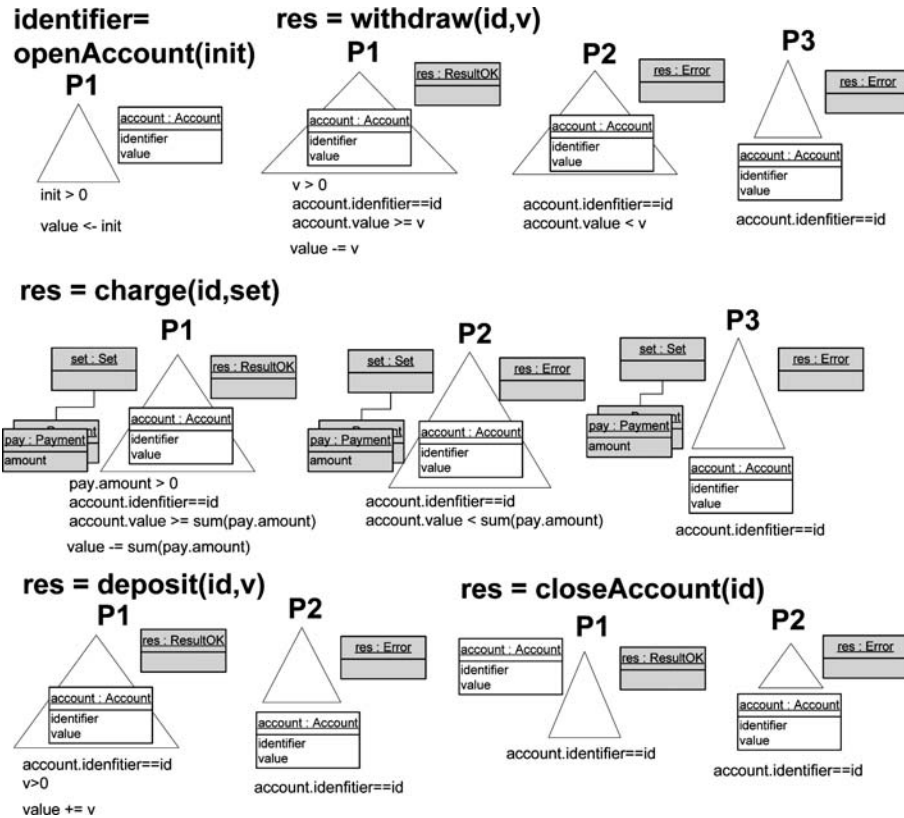 identifier=
openAccount(init)
P1
account : Account
identifier
value
init > 0
value <- init
res = withdraw(id,v)
P1
res : ResultOK
account : Account
identifier
value
v > 0
account.idenfitier==id
account.value >= v
value -= v
P2
res : Error
account : Account
identifier
value
account.idenfitier==id
account.value < v
P3
res : Error
account : Account
identifier
value
account.idenfitier==id
res = charge(id,set)
P1
set : Set
res : ResultOK
pay : Payment
amount
account : Account
identifier
value
pay.amount > 0
account.idenfitier==id
account.value >= sum(pay.amount)
value -= sum(pay.amount)
P2
set : Set
res : Error
pay : Payment
amount
account : Account
identifier
value
account.idenfitier==id
account.value < sum(pay.amount)
P3
set : Set
res : Error
pay : Payment
amount
account : Account
identifier
value
account.idenfitier==id
res = deposit(id,v)
P1
res : ResultOK
account : Account
identifier
value
account.idenfitier==id
v>0
value += v
P2
res : Error
account : Account
identifier
value
account.idenfitier==id
res = closeAccount(id)
P1
account : Account
identifier
value
res : ResultOK
account.identifier==id
P2
res : Error
account : Account
identifier
value
account.identifier==id